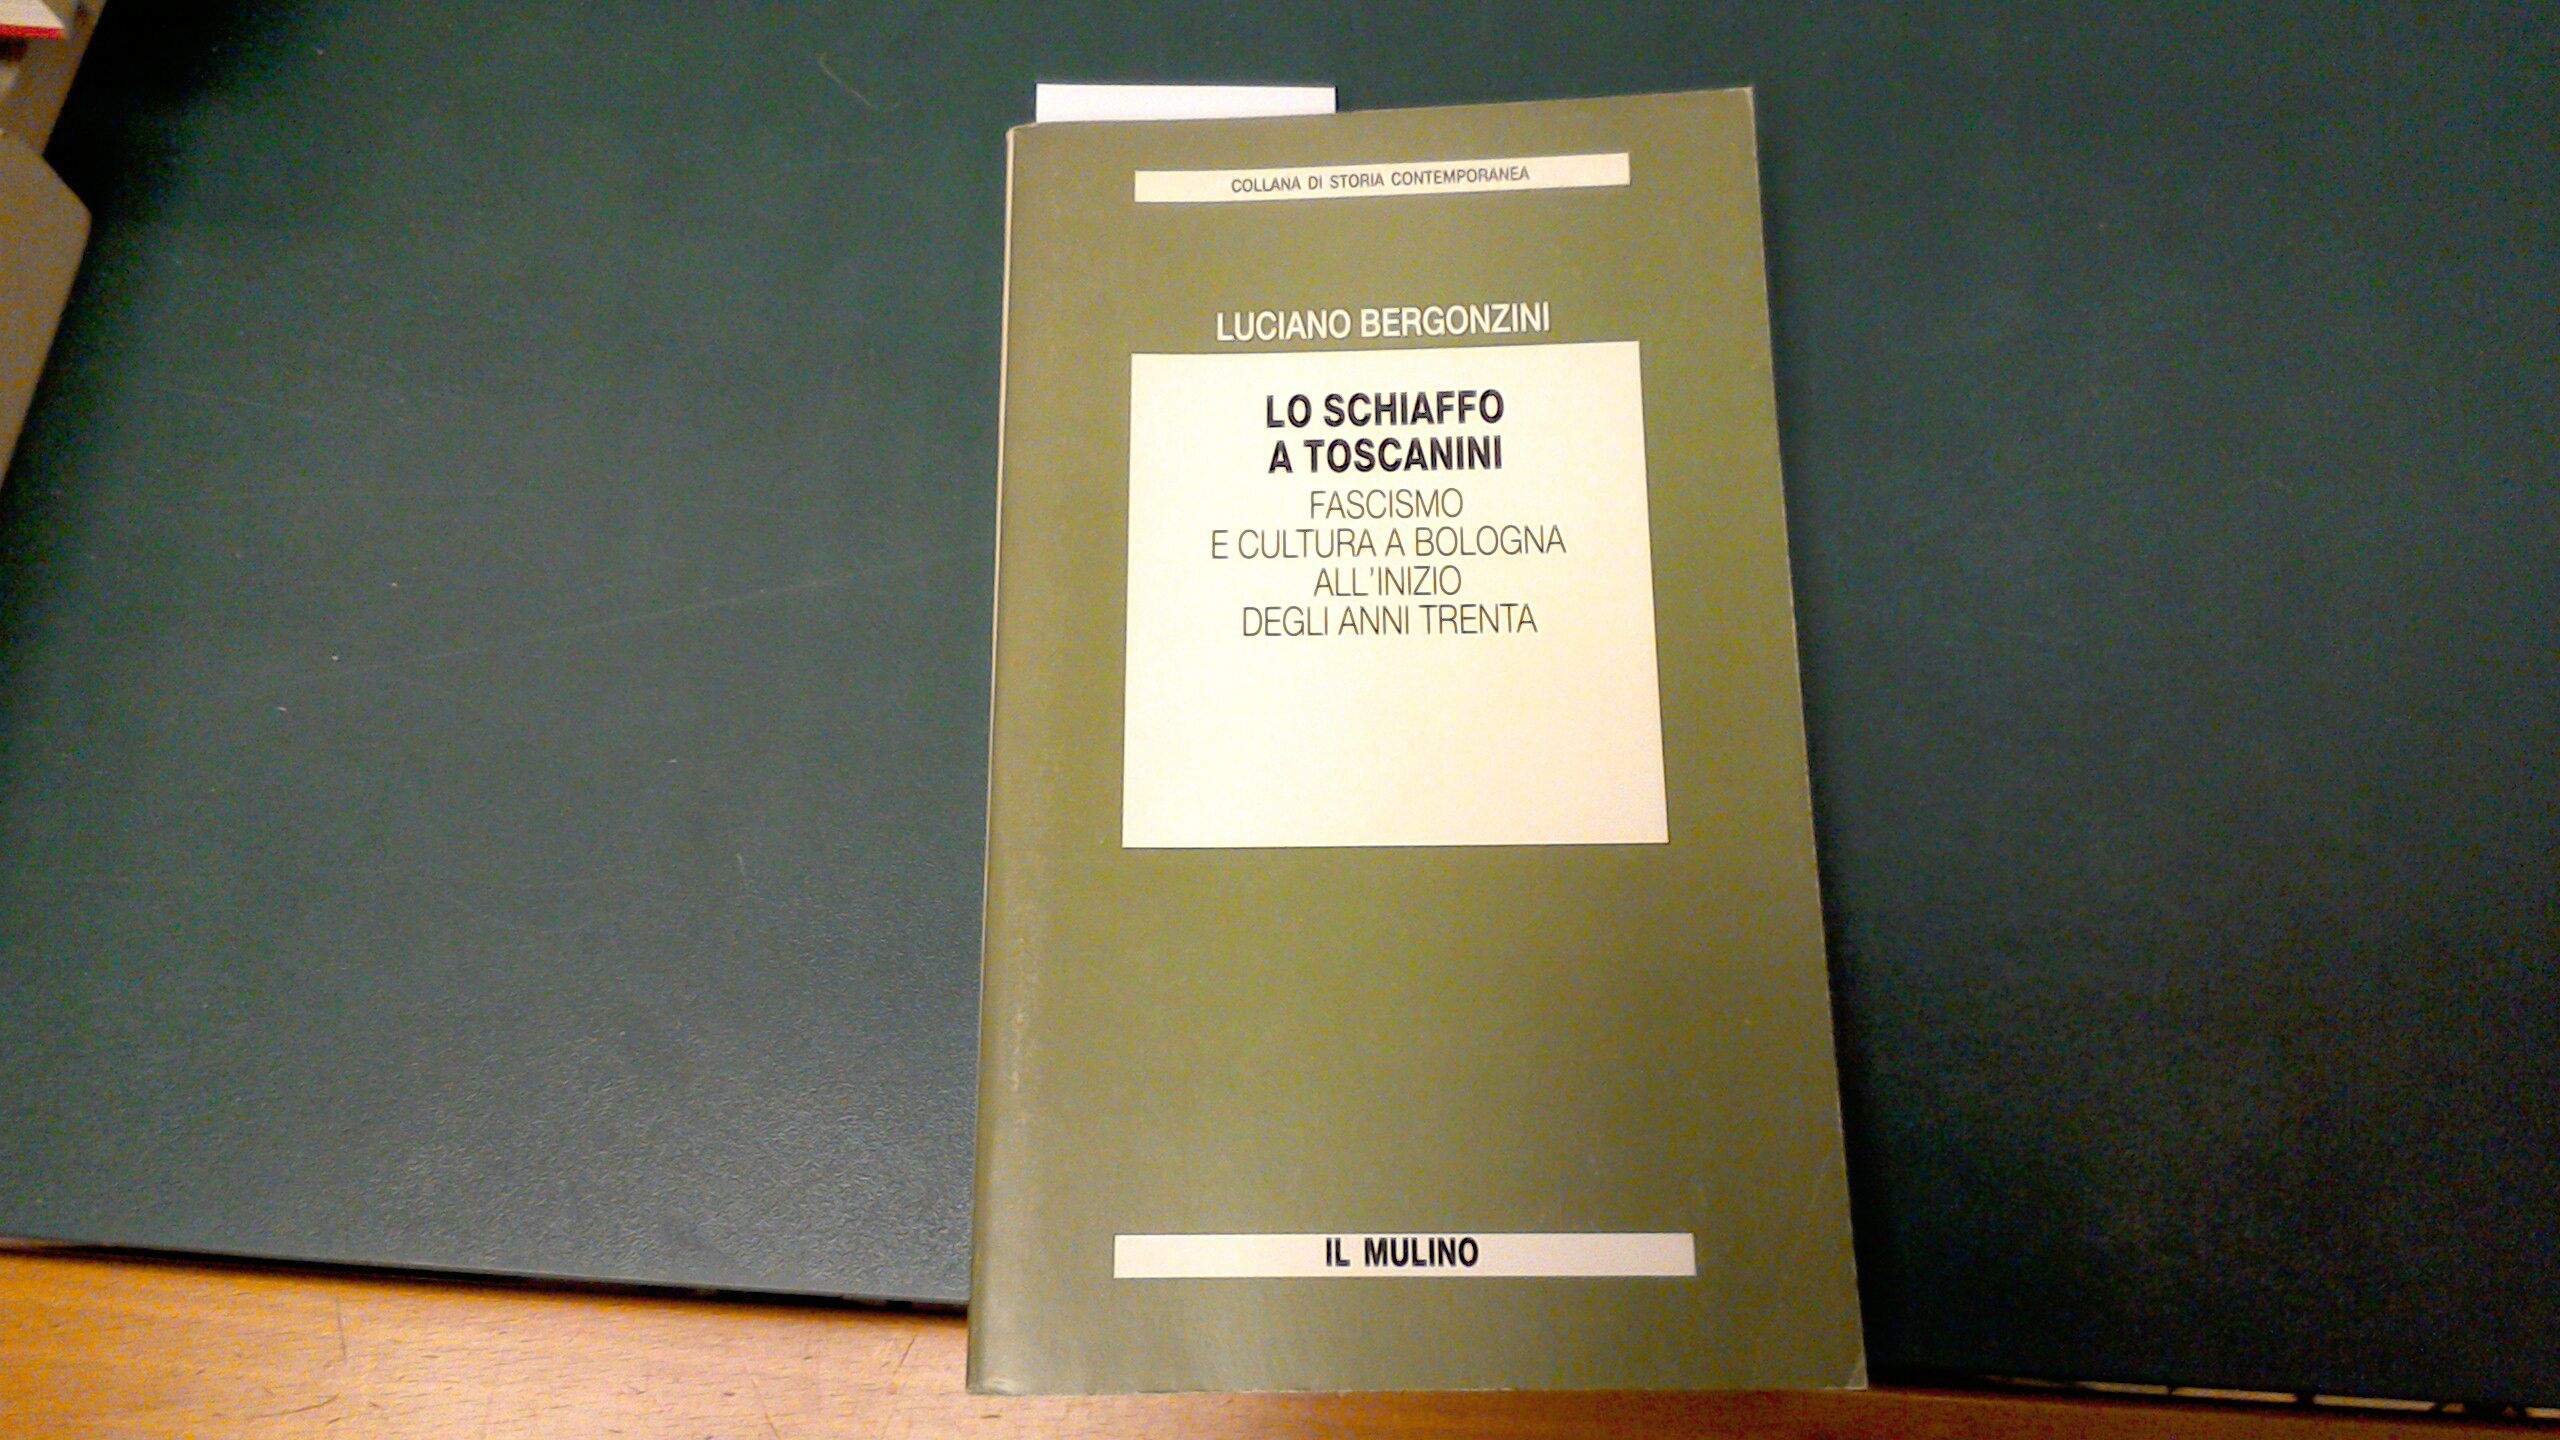 COLLANA DI STORIA CONTEMPORANEA
LUCIANO BERGONZINI
LO SCHIAFFO
A TOSCANINI
FASCISMO
E CULTURA A BOLOGNA
ALL'INIZIO
DEGLI ANNI TRENTA
IL MULINO